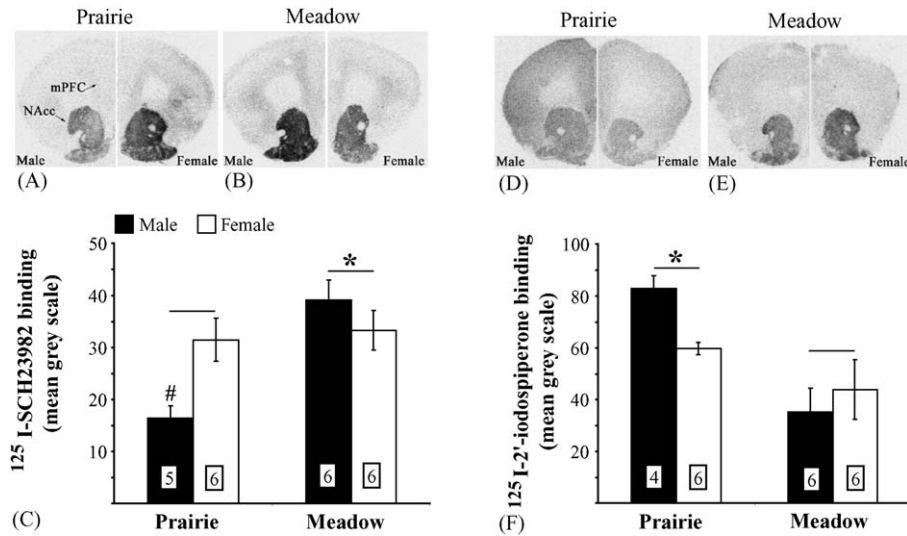 Prairie Meadow
mPFC
NAcc
Male Female Male Female
(A) (B)
Male Female
125 I-SCH23982 binding
(mean grey scale)
50
40
30
20
10
#
*
5 6 6 6
Prairie Meadow
(C)
Prairie Meadow
Male Female Male Female
(D) (E)
125 I-2'-iodospiperone binding
(mean grey scale)
100
80
60
40
20
*
4 6 6 6
Prairie Meadow
(F)